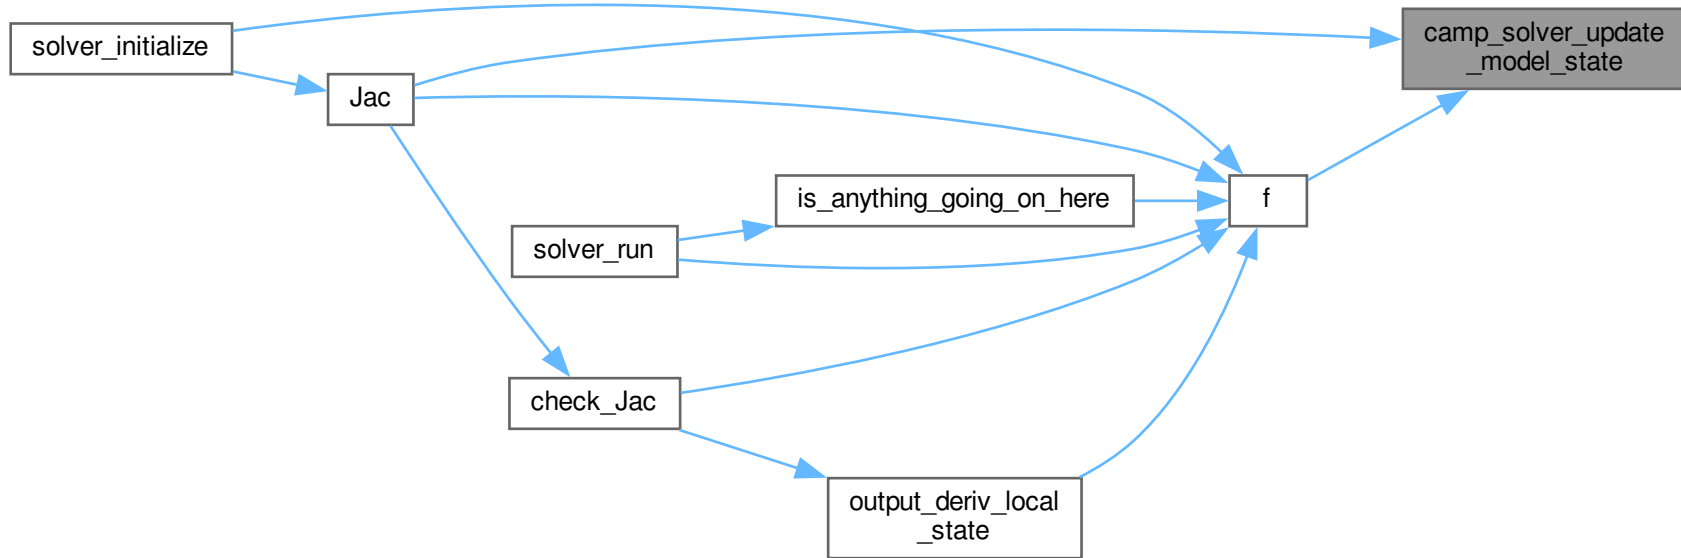 solver_initialize
Jac
camp_solver_update
_model_state
is_anything_going_on_here
f
solver_run
check_Jac
output_deriv_local
_state